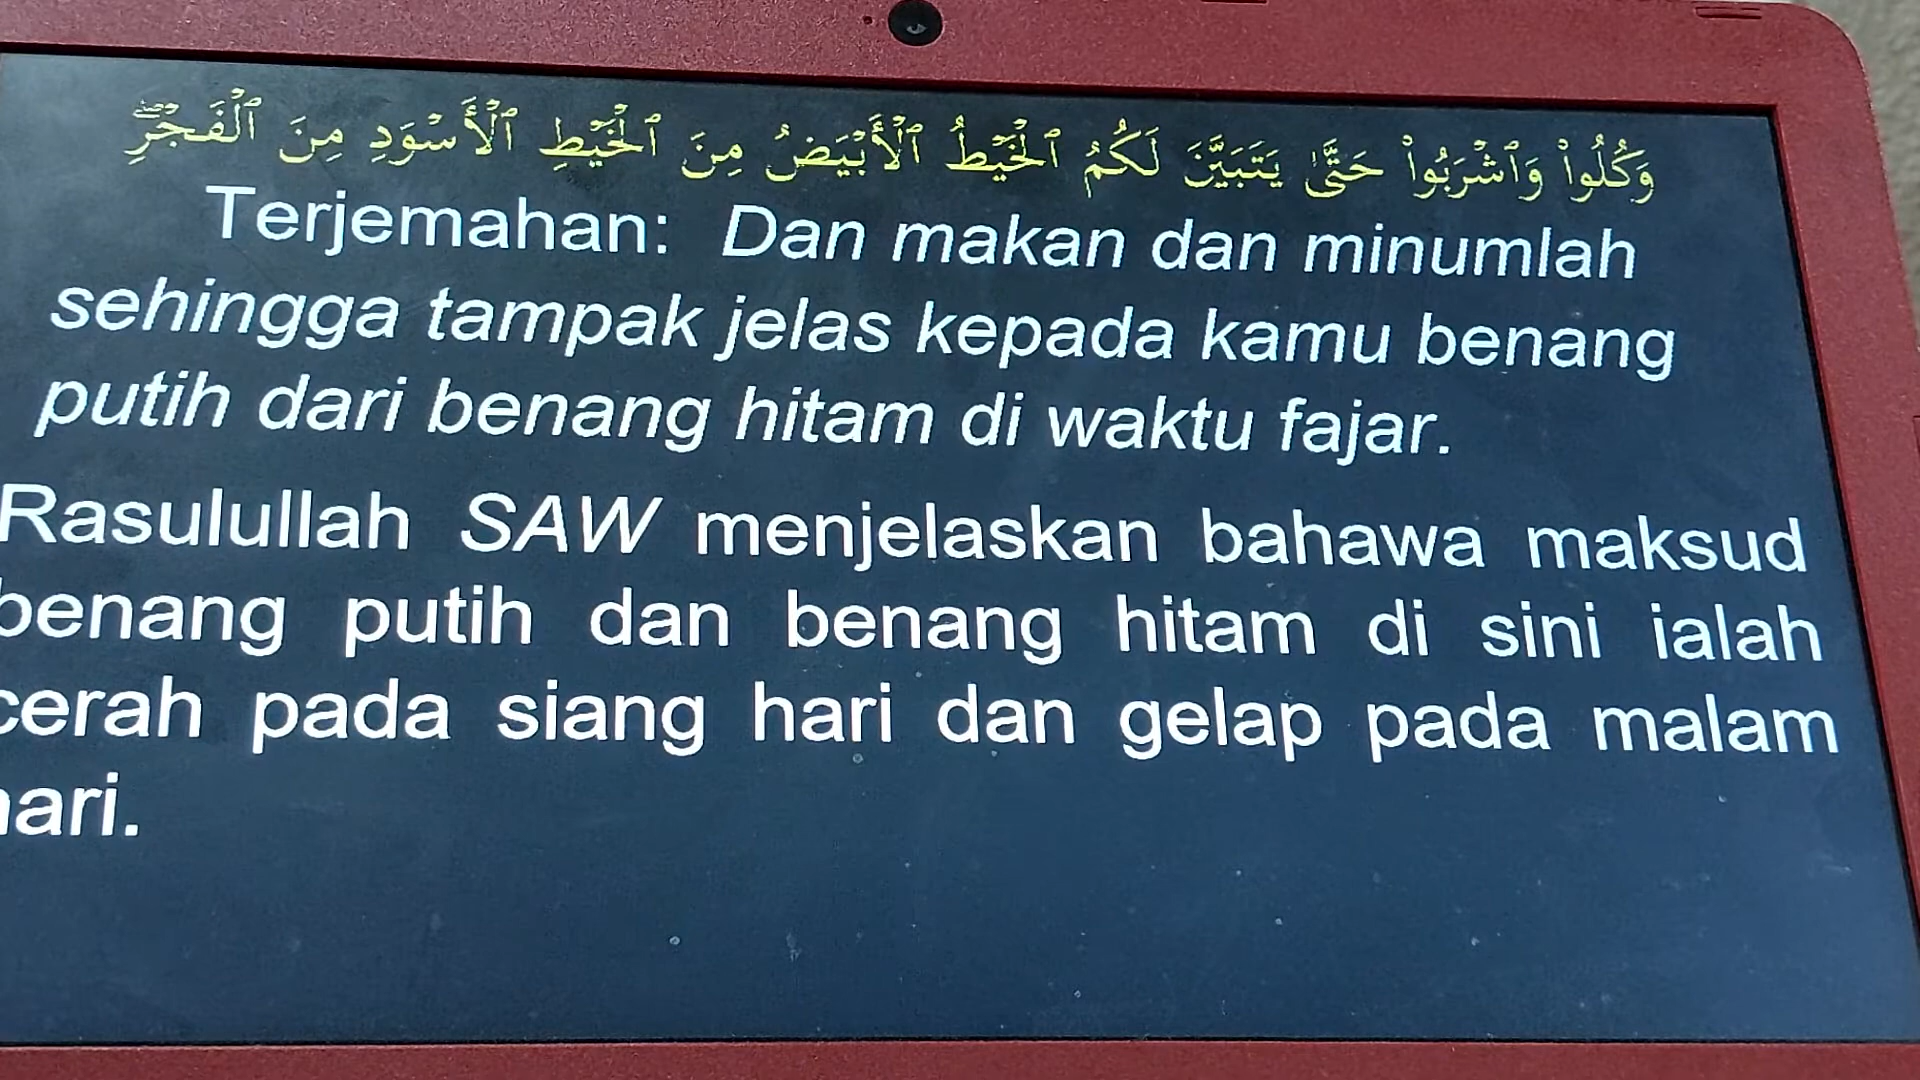 وَكُلُوا۟ وَٱشْرَبُوا۟ حَتَّىٰ يَتَبَيَّنَ لَكُمُ ٱلْخَيْطُ ٱلْأَبْيَضُ مِنَ ٱلْخَيْطِ ٱلْأَسْوَدِ مِنَ ٱلْفَجْرِۖ
Terjemahan: Dan makan dan minumlah
sehingga tampak jelas kepada kamu benang
putih dari benang hitam di waktu fajar.
Rasulullah SAW menjelaskan bahawa maksud
benang putih dan benang hitam di sini ialah
cerah pada siang hari dan gelap pada malam
hari.